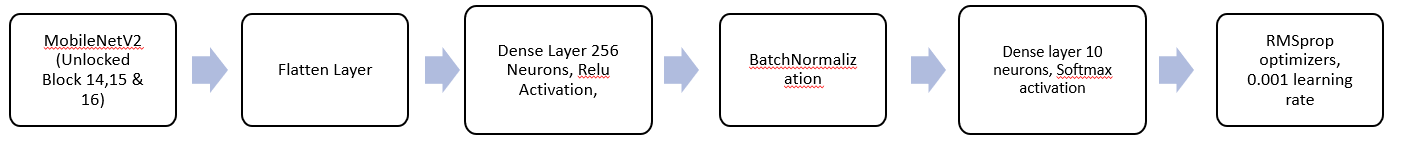 MobileNetV2
(Unlocked
Block 14,15 &
16)
Flatten Layer
Dense Layer 256
Neurons, Relu
Activation,
BatchNormaliz
ation
Dense layer 10
neurons, Softmax
activation
RMSprop
optimizers,
0.001 learning
rate